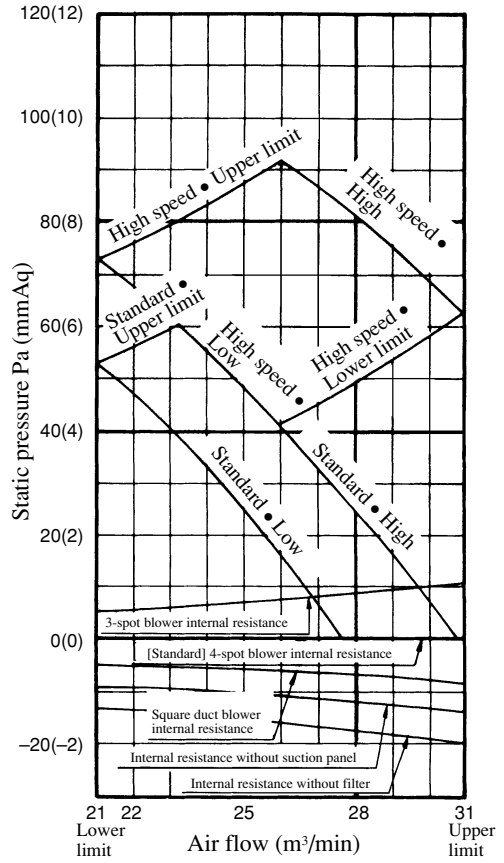 120(12)
100(10)
80(8)
60(6)
40(4)
20(2)
0(0)
–20(–2)
Static pressure Pa (mmAq)
High speed ● Upper limit
High speed ●
High
Standard ●
Upper limit
High speed ●
Low
High speed ●
Lower limit
Standard ●
Low
Standard ●
High
3-spot blower internal resistance
[Standard] 4-spot blower internal resistance
Square duct blower
internal resistance
Internal resistance without suction panel
Internal resistance without filter
21 22 25 28 31
Lower
limit
Air flow (m³/min)
Upper
limit